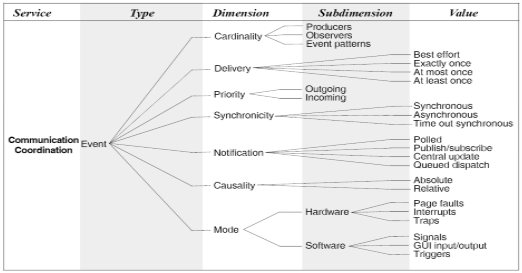 Service Type Dimension Subdimension Value
Cardinality
Producers
Observers
Event patterns
Delivery
Best effort
Exactly once
At most once
At least once
Priority
Outgoing
Incoming
Synchronicity
Synchronous
Asynchronous
Time out synchronous
Communication
Coordination
Event
Notification
Polled
Publish/subscribe
Central update
Queued dispatch
Causality
Absolute
Relative
Mode
Hardware
Page faults
Interrupts
Traps
Software
Signals
GUI input/output
Triggers